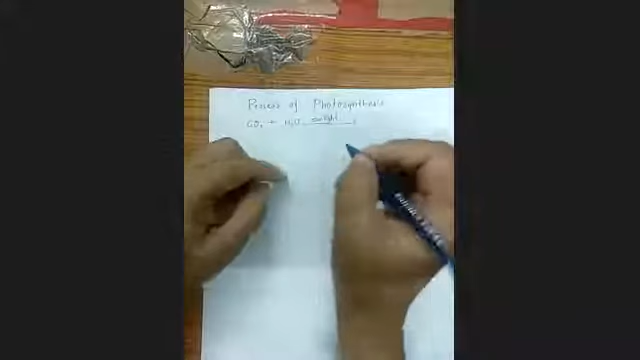 Process of Photosynthesis
CO₂ + H₂O sunlight →